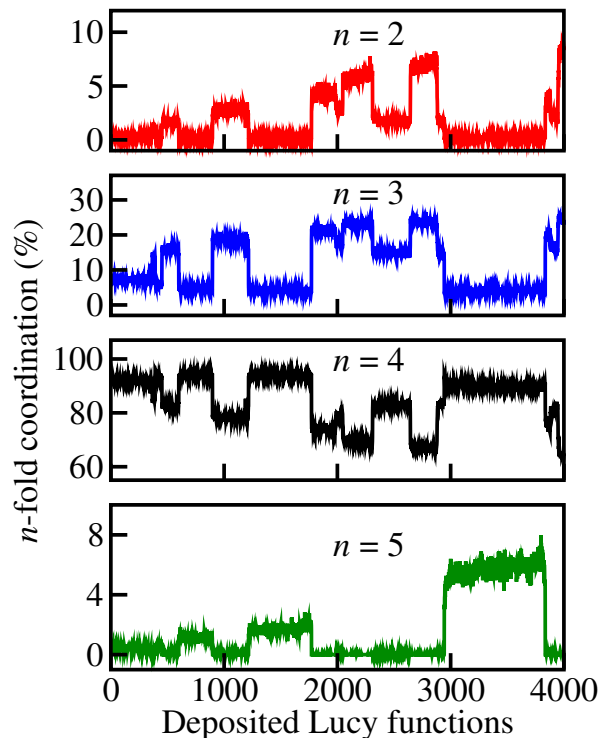 10
5
0
n = 2
30
20
10
0
n = 3
100
80
60
n = 4
8
4
0
n = 5
0 1000 2000 3000 4000
Deposited Lucy functions
n-fold coordination (%)